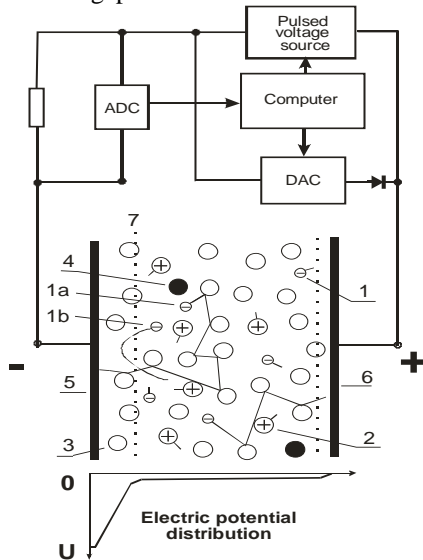 Pulsed
voltage
source
ADC
Computer
DAC
7
4
1a
1b
1
-
+
5
6
3
2
0
Electric potential
distribution
U